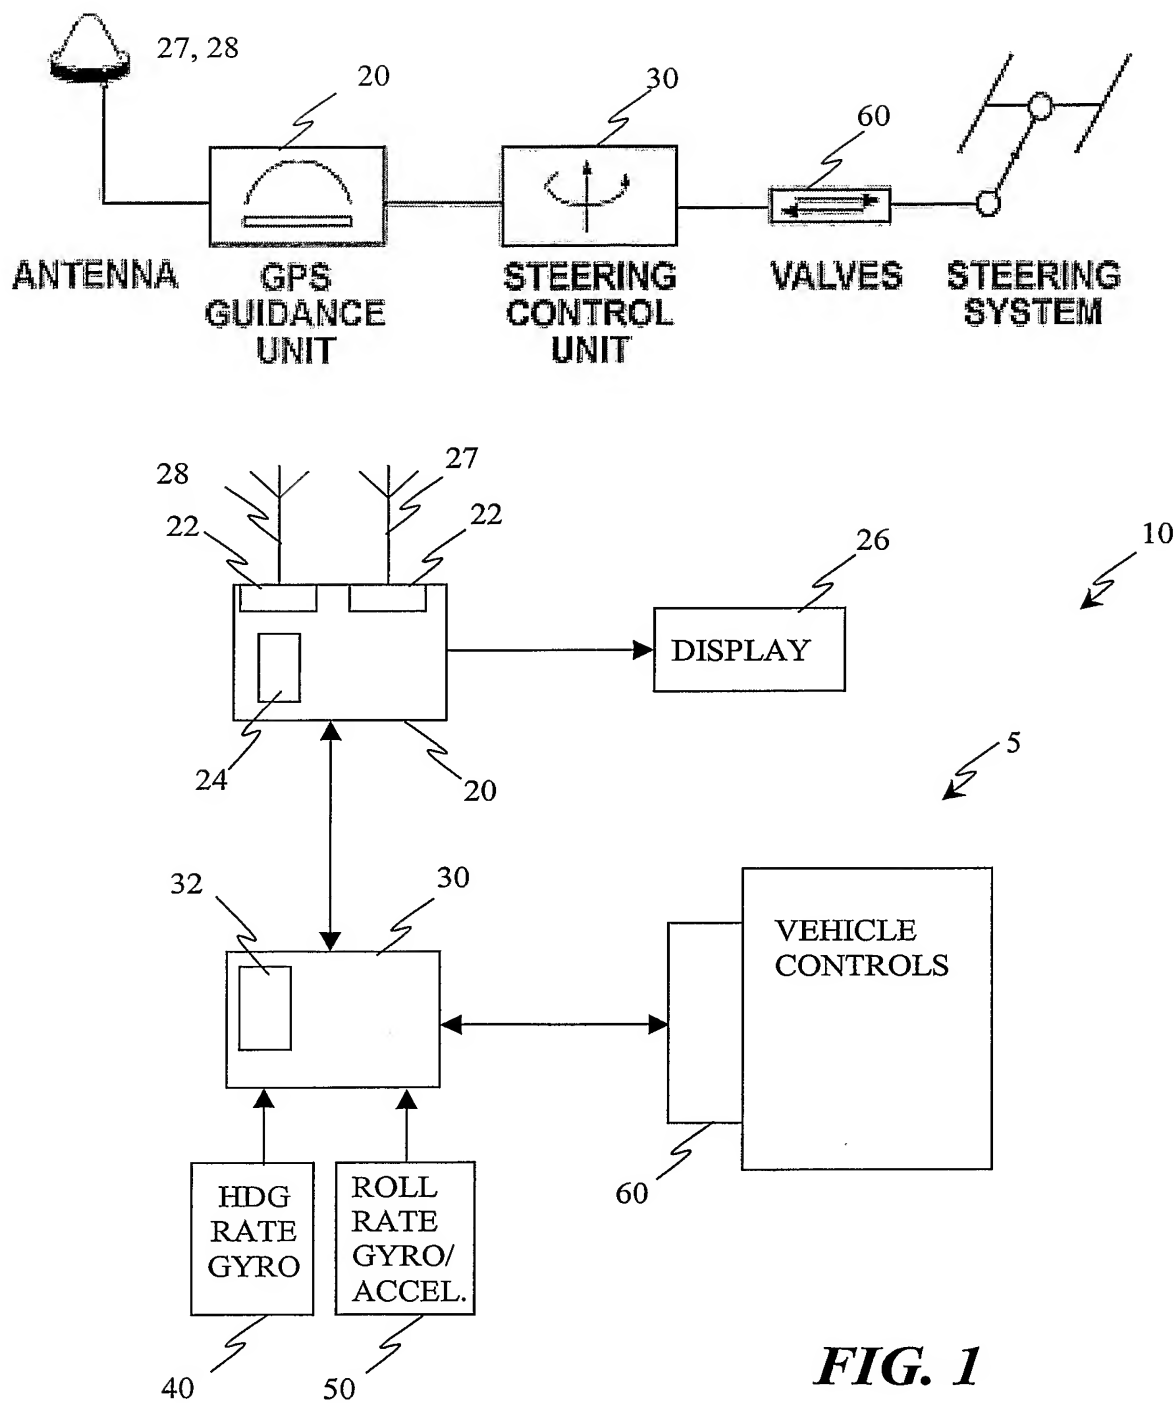 27, 28
20
30
60
ANTENNA
GPS
GUIDANCE
UNIT
STEERING
CONTROL
UNIT
VALVES
STEERING
SYSTEM
28
27
22
22
26
10
DISPLAY
24
20
5
32
30
VEHICLE
CONTROLS
60
HDG
RATE
GYRO
ROLL
RATE
GYRO/
ACCEL.
40
50
FIG. 1